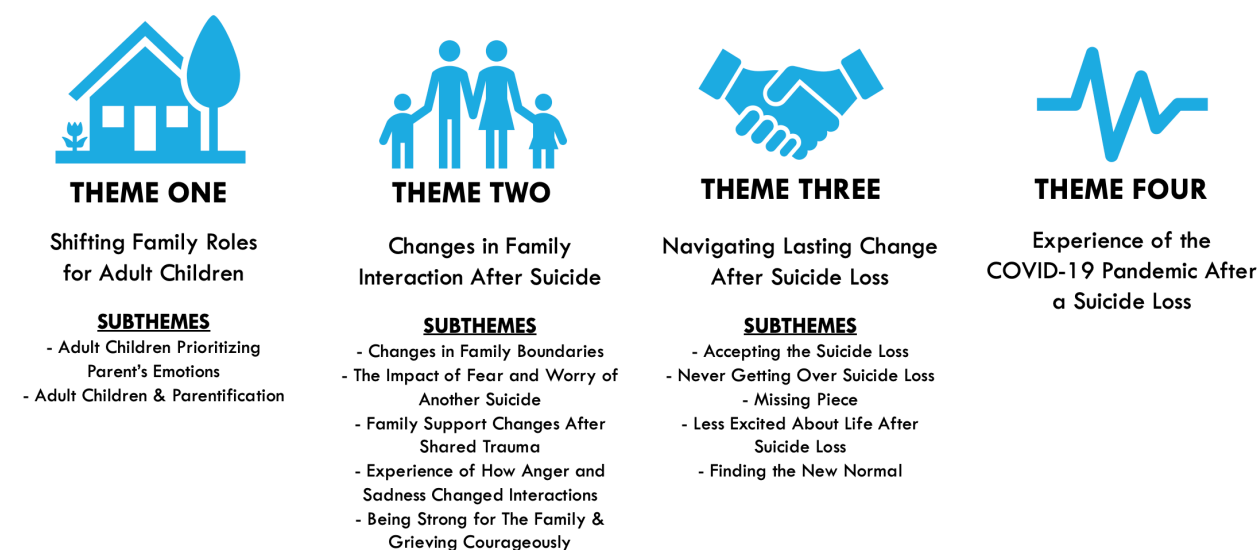 THEME ONE
Shifting Family Roles
for Adult Children
SUBTHEMES
- Adult Children Prioritizing
Parent's Emotions
- Adult Children & Parentification
THEME TWO
Changes in Family
Interaction After Suicide
SUBTHEMES
- Changes in Family Boundaries
- The Impact of Fear and Worry of
Another Suicide
- Family Support Changes After
Shared Trauma
- Experience of How Anger and
Sadness Changed Interactions
- Being Strong for The Family &
Grieving Courageously
THEME THREE
Navigating Lasting Change
After Suicide Loss
SUBTHEMES
- Accepting the Suicide Loss
- Never Getting Over Suicide Loss
- Missing Piece
- Less Excited About Life After
Suicide Loss
- Finding the New Normal
THEME FOUR
Experience of the
COVID-19 Pandemic After
a Suicide Loss